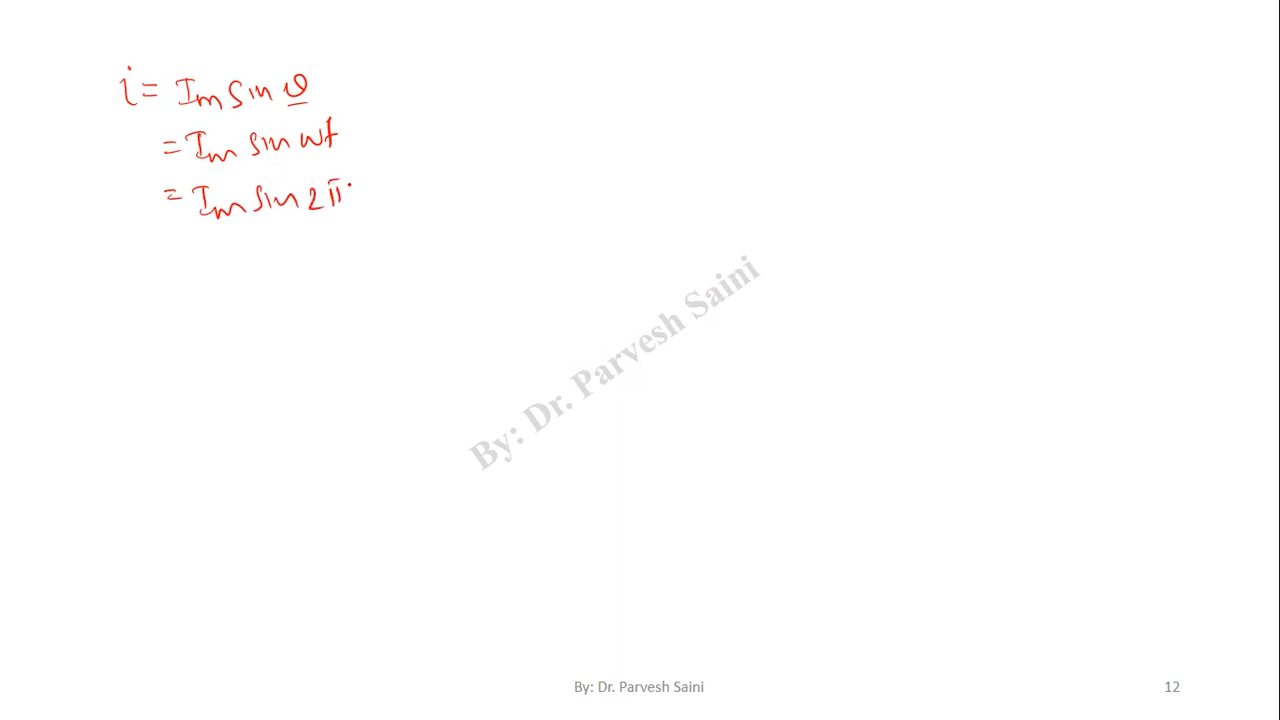 i = Im sin θ
= Im sin ωt
= Im sin 2π
By: Dr. Parvesh Saini
By: Dr. Parvesh Saini
12